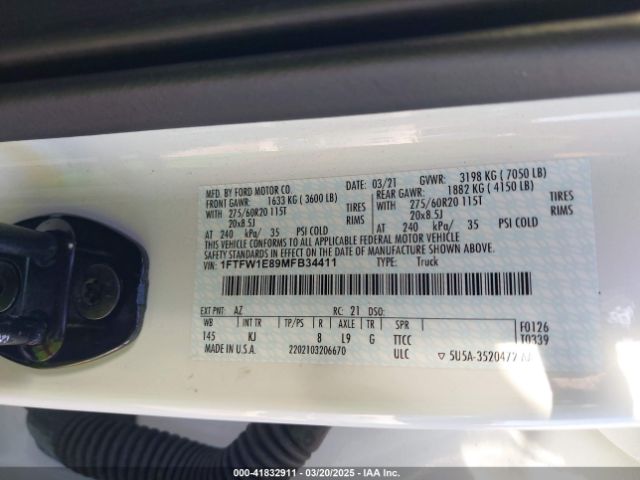 MFD. BY FORD MOTOR CO.
DATE: 03/21 GVWR: 3198 KG ( 7050 LB)
FRONT GAWR: 1633 KG ( 3600 LB)
REAR GAWR: 1882 KG ( 4150 LB)
WITH 275/60R20 115T TIRES
WITH 275/60R20 115T TIRES
20x8.5J RIMS
20x8.5J RIMS
AT 240 kPa/ 35 PSI COLD
AT 240 kPa/ 35 PSI COLD
THIS VEHICLE CONFORMS TO ALL APPLICABLE FEDERAL MOTOR VEHICLE
SAFETY STANDARDS IN EFFECT ON THE DATE OF MANUFACTURE SHOWN ABOVE.
VIN: 1FTFW1E89MFB34411 TYPE: Truck
EXT PNT: AZ RC: 21 DSO:
WB INT TR TP/PS R AXLE TR SPR F0126
145 KJ 8 L9 G TTCC T0339
MADE IN U.S.A. 2202103206670 ULC
000-41832911 - 03/20/2025 - IAA Inc.